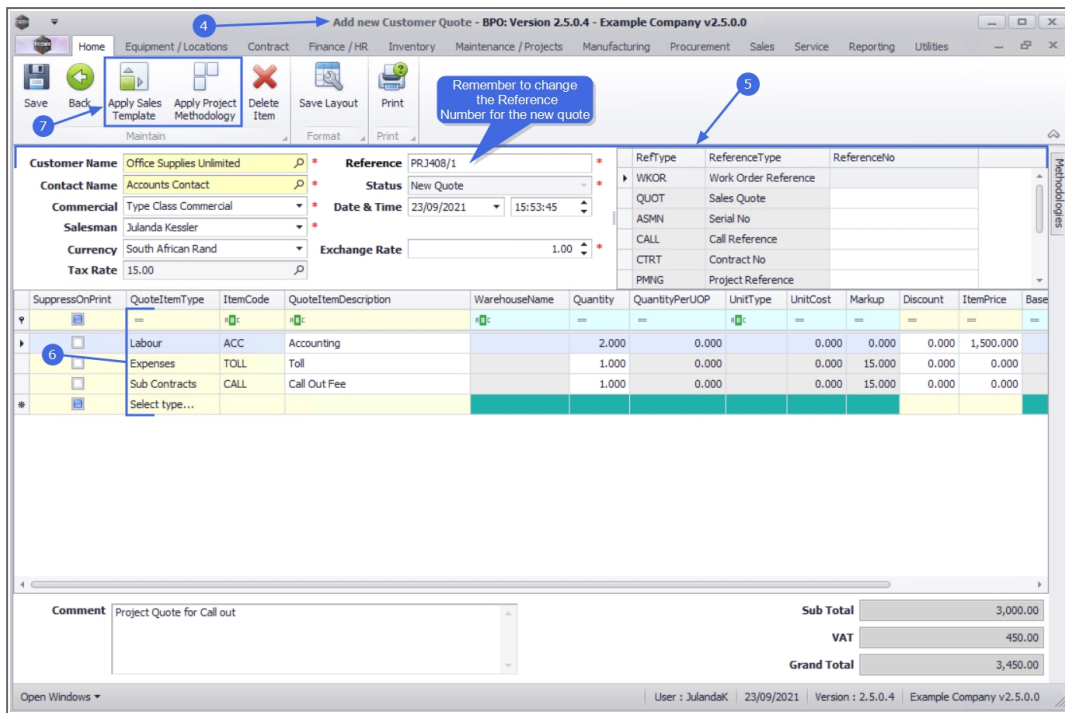 4
Add new Customer Quote - BPO: Version 2.5.0.4 - Example Company v2.5.0.0
Home Equipment / Locations Contract Finance / HR Inventory Maintenance / Projects Manufacturing Procurement Sales Service Reporting Utilities
Save
Back
Apply Sales
Template
Apply Project
Methodology
Delete
Item
Save Layout
Print
7
Maintain
Format
Print
Remember to change
the Reference
Number for the new quote
5
Customer Name Office Supplies Unlimited *
Contact Name Accounts Contact *
Commercial Type Class Commercial *
Salesman Julanda Kessler *
Currency South African Rand
Tax Rate 15.00
Reference PRJ408/1 *
Status New Quote *
Date & Time 23/09/2021 15:53:45
Exchange Rate 1.00 *
RefType ReferenceType ReferenceNo
WKOR Work Order Reference
QUOT Sales Quote
ASMN Serial No
CALL Call Reference
CTRT Contract No
PMNG Project Reference
Methodologies
SuppressOnPrint QuoteItemType ItemCode QuoteItemDescription WarehouseName Quantity QuantityPerUOP UnitType UnitCost Markup Discount ItemPrice Base
= = = = = = = =
6
Labour ACC Accounting 2.000 0.000 0.000 0.000 0.000 1,500.000
Expenses TOLL Toll 1.000 0.000 0.000 15.000 0.000 0.000
Sub Contracts CALL Call Out Fee 1.000 0.000 0.000 15.000 0.000 0.000
* Select type...
Comment Project Quote for Call out
Sub Total 3,000.00
VAT 450.00
Grand Total 3,450.00
Open Windows User : JulandaK 23/09/2021 Version : 2.5.0.4 Example Company v2.5.0.0